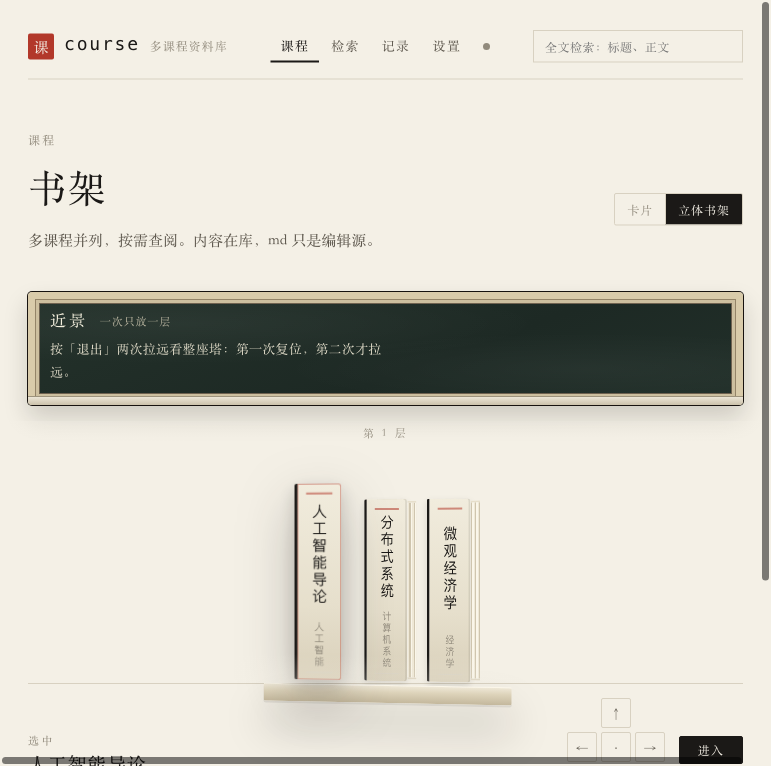 课 course 多课程资料库 课程 检索 记录 设置 全文检索：标题、正文
课程
书架
卡片 立体书架
多课程并列，按需查阅。内容在库，md 只是编辑源。
近景 一次只放一层
按「退出」两次拉远看整座塔：第一次复位，第二次才拉
远。
第 1 层
人工智能导论
人工智能
分布式系统
计算机系统
微观经济学
经济学
选中
↑
← · →
进入
人工智能导论